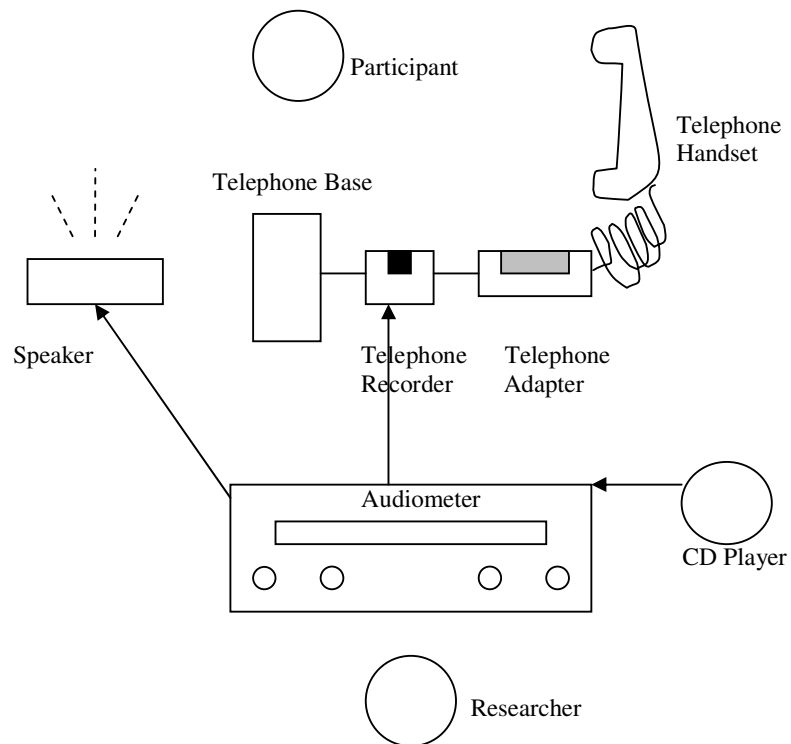 Participant
Telephone
Handset
Telephone Base
Speaker
Telephone
Recorder
Telephone
Adapter
Audiometer
CD Player
Researcher